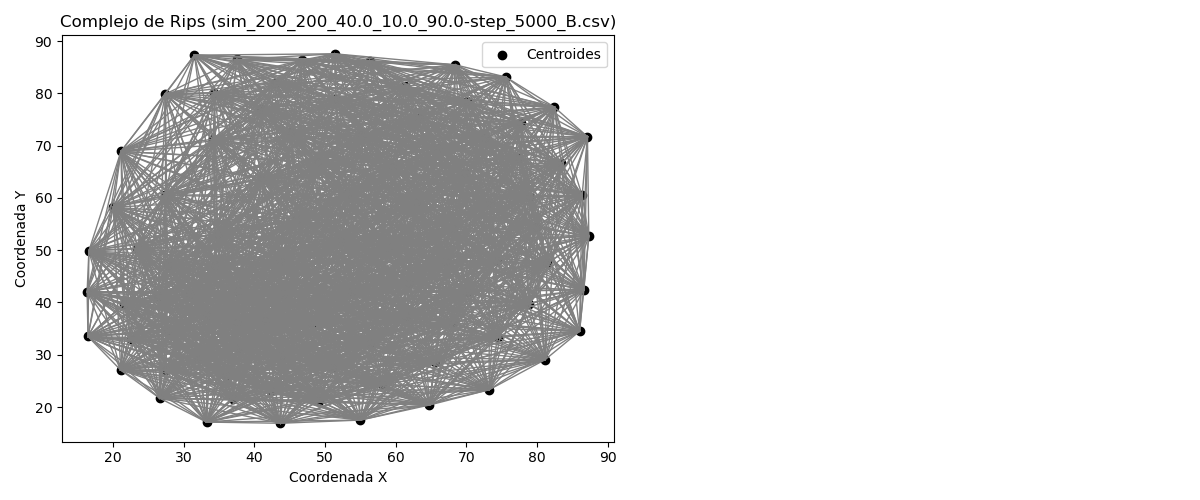 Complejo de Rips (sim_200_200_40.0_10.0_90.0-step_5000_B.csv)
90
80
70
60
50
40
30
20
Coordenada Y
Centroides
20 30 40 50 60 70 80 90
Coordenada X